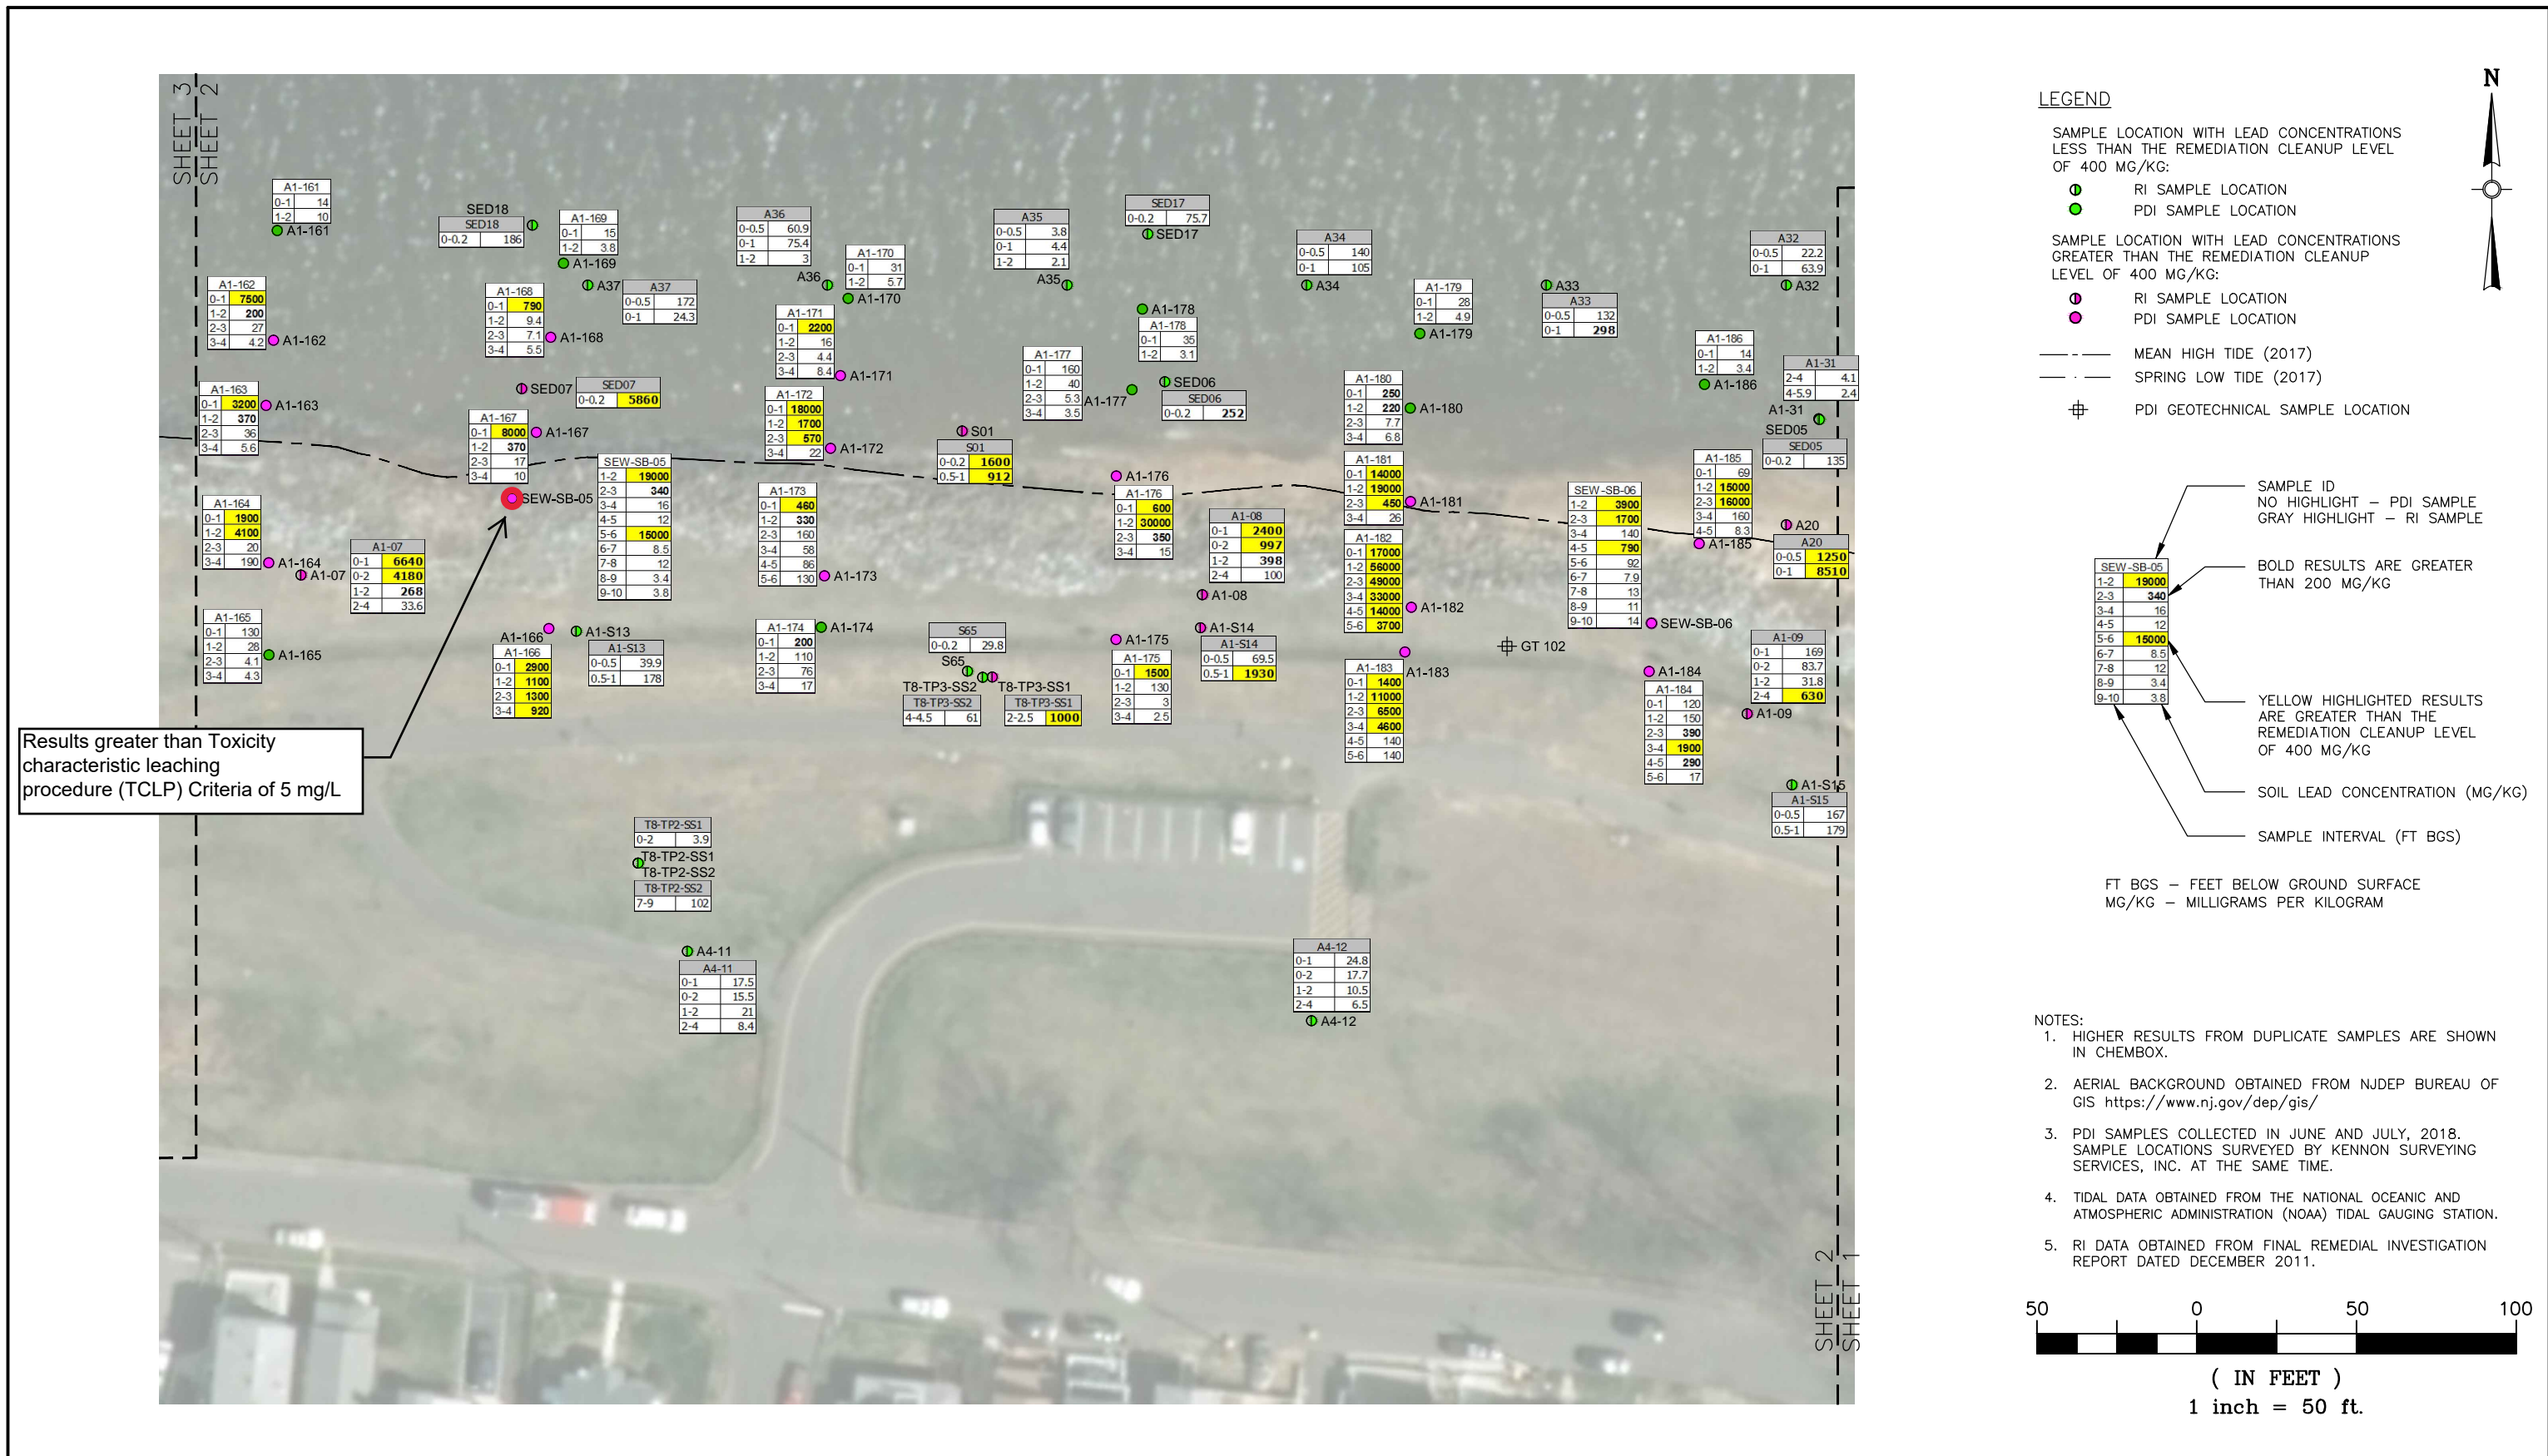 SHEET 3
SHEET 2
A1-161
0-1 14
1-2 10
A1-161
SED18
SED18
0-0.2 186
A1-169
0-1 15
1-2 3.8
A1-169
A37
A37
0-0.5 172
0-1 24.3
A36
0-0.5 60.9
0-1 75.4
1-2 3
A36
A1-170
0-1 31
1-2 5.7
A1-170
A35
0-0.5 3.8
0-1 4.4
1-2 2.1
A35
SED17
0-0.2 75.7
SED17
A34
0-0.5 140
0-1 105
A34
A1-178
A1-178
0-1 35
1-2 3.1
A1-179
0-1 28
1-2 4.9
A1-179
A33
A33
0-0.5 132
0-1 298
A32
0-0.5 22.2
0-1 63.9
A32
A1-162
0-1 7500
1-2 200
2-3 27
3-4 4.2
A1-162
A1-168
0-1 790
1-2 9.4
2-3 7.1
3-4 5.5
A1-168
A1-171
0-1 2200
1-2 16
2-3 4.4
3-4 8.4
A1-171
A1-177
0-1 160
1-2 40
2-3 5.3
3-4 3.5
A1-177
SED06
SED06
0-0.2 252
A1-180
0-1 250
1-2 220
2-3 7.7
3-4 6.8
A1-180
A1-186
0-1 14
1-2 3.4
A1-186
A1-31
2-4 4.1
4-5.9 2.4
A1-31
SED05
SED05
0-0.2 135
A1-163
0-1 3200
1-2 370
2-3 36
3-4 5.6
A1-163
SED07
SED07
0-0.2 5860
A1-167
0-1 8000
1-2 370
2-3 17
3-4 10
A1-167
A1-172
0-1 18000
1-2 1700
2-3 570
3-4 22
A1-172
S01
S01
0-0.2 1600
0.5-1 912
SEW-SB-05
SEW-SB-05
1-2 19000
2-3 340
3-4 16
4-5 12
5-6 15000
6-7 8.5
7-8 12
8-9 3.4
9-10 3.8
A1-173
0-1 460
1-2 330
2-3 160
3-4 58
4-5 86
5-6 130
A1-173
A1-176
A1-176
0-1 600
1-2 30000
2-3 350
3-4 15
A1-08
0-1 2400
0-2 997
1-2 398
2-4 100
A1-08
A1-181
0-1 14000
1-2 19000
2-3 450
3-4 26
A1-181
SEW-SB-06
1-2 3900
2-3 1700
3-4 140
4-5 790
5-6 92
6-7 7.9
7-8 13
8-9 11
9-10 14
SEW-SB-06
A1-185
0-1 69
1-2 15000
2-3 16000
3-4 160
4-5 8.3
A1-185
A20
A20
0-0.5 1250
0-1 8510
A1-164
0-1 1900
1-2 4100
2-3 20
3-4 190
A1-164
A1-07
A1-07
0-1 6640
0-2 4180
1-2 268
2-4 33.6
A1-182
0-1 17000
1-2 56000
2-3 49000
3-4 33000
4-5 14000
5-6 3700
A1-182
A1-165
0-1 130
1-2 28
2-3 4.1
3-4 4.3
A1-165
A1-166
A1-166
0-1 2900
1-2 1100
2-3 1300
3-4 920
A1-S13
A1-S13
0-0.5 39.9
0.5-1 178
A1-174
0-1 200
1-2 110
2-3 76
3-4 17
A1-174
S65
0-0.2 29.8
S65
T8-TP3-SS2
T8-TP3-SS2
4-4.5 61
T8-TP3-SS1
T8-TP3-SS1
2-2.5 1000
A1-175
A1-175
0-1 1500
1-2 130
2-3 3
3-4 2.5
A1-S14
A1-S14
0-0.5 69.5
0.5-1 1930
A1-183
0-1 1400
1-2 11000
2-3 6500
3-4 4600
4-5 140
5-6 140
A1-183
GT 102
A1-184
A1-184
0-1 120
1-2 150
2-3 390
3-4 1900
4-5 290
5-6 17
A1-09
0-1 169
0-2 83.7
1-2 31.8
2-4 630
A1-09
A1-S15
A1-S15
0-0.5 167
0.5-1 179
Results greater than Toxicity
characteristic leaching
procedure (TCLP) Criteria of 5 mg/L
T8-TP2-SS1
0-2 3.9
T8-TP2-SS1
T8-TP2-SS2
T8-TP2-SS2
7-9 102
A4-11
A4-11
0-1 17.5
0-2 15.5
1-2 21
2-4 8.4
A4-12
0-1 24.8
0-2 17.7
1-2 10.5
2-4 6.5
A4-12
SHEET 2
SHEET 1
N
LEGEND
SAMPLE LOCATION WITH LEAD CONCENTRATIONS
LESS THAN THE REMEDIATION CLEANUP LEVEL
OF 400 MG/KG:
RI SAMPLE LOCATION
PDI SAMPLE LOCATION
SAMPLE LOCATION WITH LEAD CONCENTRATIONS
GREATER THAN THE REMEDIATION CLEANUP
LEVEL OF 400 MG/KG:
RI SAMPLE LOCATION
PDI SAMPLE LOCATION
MEAN HIGH TIDE (2017)
SPRING LOW TIDE (2017)
PDI GEOTECHNICAL SAMPLE LOCATION
SAMPLE ID
NO HIGHLIGHT – PDI SAMPLE
GRAY HIGHLIGHT – RI SAMPLE
BOLD RESULTS ARE GREATER
THAN 200 MG/KG
SEW-SB-05
1-2 19000
2-3 340
3-4 16
4-5 12
5-6 15000
6-7 8.5
7-8 12
8-9 3.4
9-10 3.8
YELLOW HIGHLIGHTED RESULTS
ARE GREATER THAN THE
REMEDIATION CLEANUP LEVEL
OF 400 MG/KG
SOIL LEAD CONCENTRATION (MG/KG)
SAMPLE INTERVAL (FT BGS)
FT BGS – FEET BELOW GROUND SURFACE
MG/KG – MILLIGRAMS PER KILOGRAM
NOTES:
1. HIGHER RESULTS FROM DUPLICATE SAMPLES ARE SHOWN
IN CHEMBOX.
2. AERIAL BACKGROUND OBTAINED FROM NJDEP BUREAU OF
GIS https://www.nj.gov/dep/gis/
3. PDI SAMPLES COLLECTED IN JUNE AND JULY, 2018.
SAMPLE LOCATIONS SURVEYED BY KENNON SURVEYING
SERVICES, INC. AT THE SAME TIME.
4. TIDAL DATA OBTAINED FROM THE NATIONAL OCEANIC AND
ATMOSPHERIC ADMINISTRATION (NOAA) TIDAL GAUGING STATION.
5. RI DATA OBTAINED FROM FINAL REMEDIAL INVESTIGATION
REPORT DATED DECEMBER 2011.
50 0 50 100
( IN FEET )
1 inch = 50 ft.